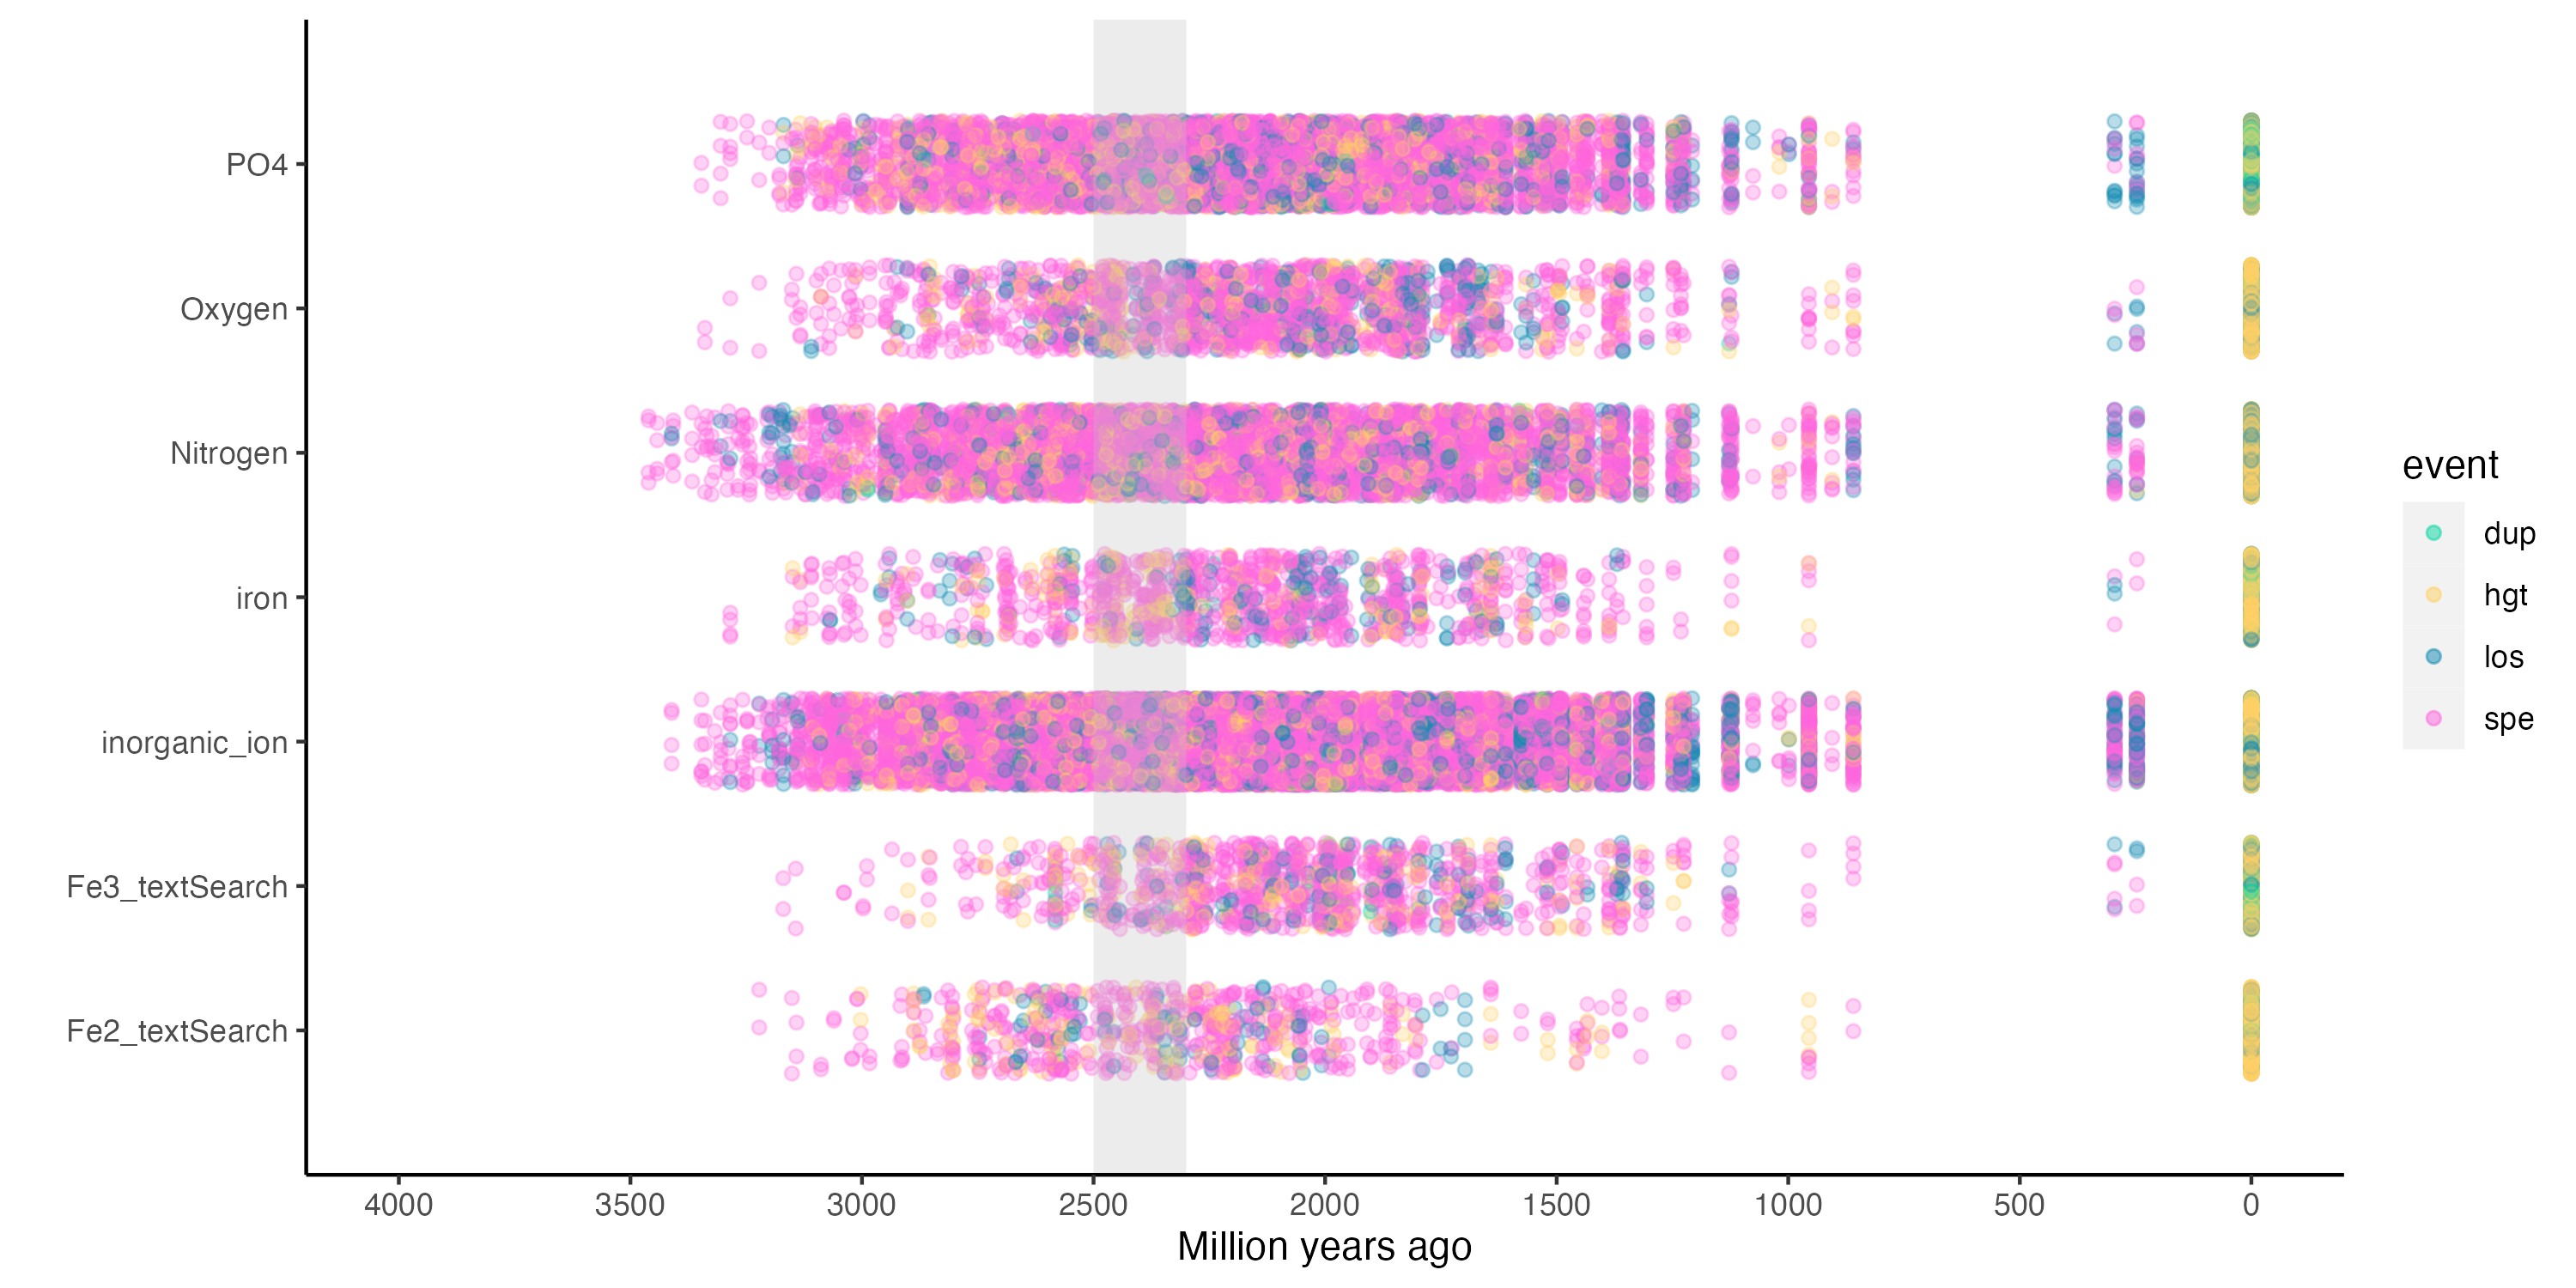 PO4
Oxygen
Nitrogen
iron
inorganic_ion
Fe3_textSearch
Fe2_textSearch
4000 3500 3000 2500 2000 1500 1000 500 0
Million years ago
event
dup
hgt
los
spe